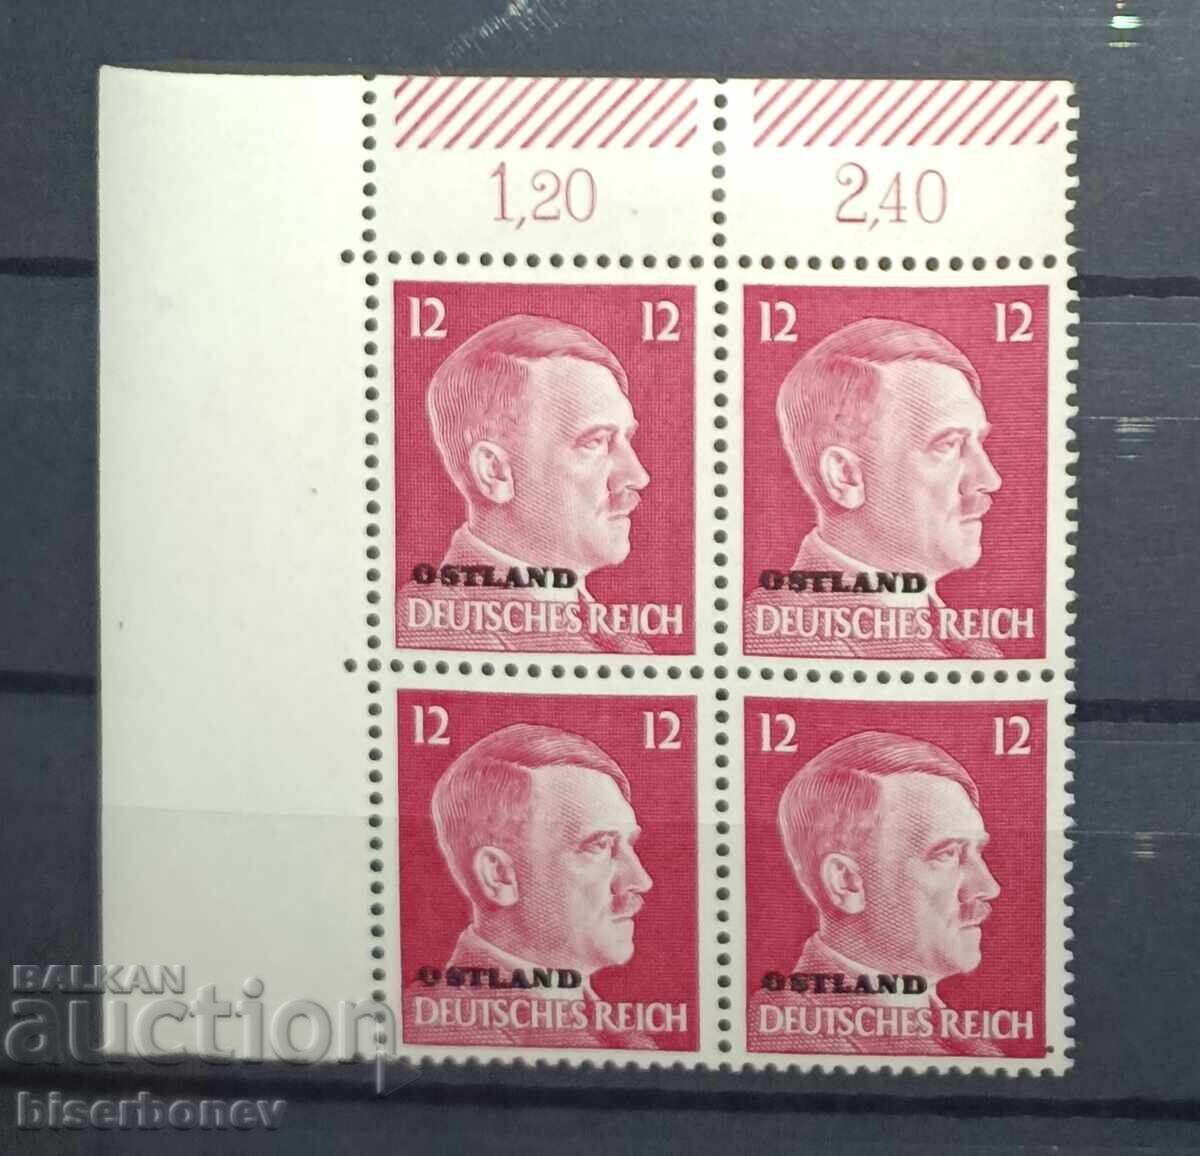 1,20 2,40
12 12 12 12
OSTLAND OSTLAND
DEUTSCHES REICH DEUTSCHES REICH
12 12 12 12
OSTLAND OSTLAND
DEUTSCHES REICH DEUTSCHES REICH
BALKAN
auction
biserbonev